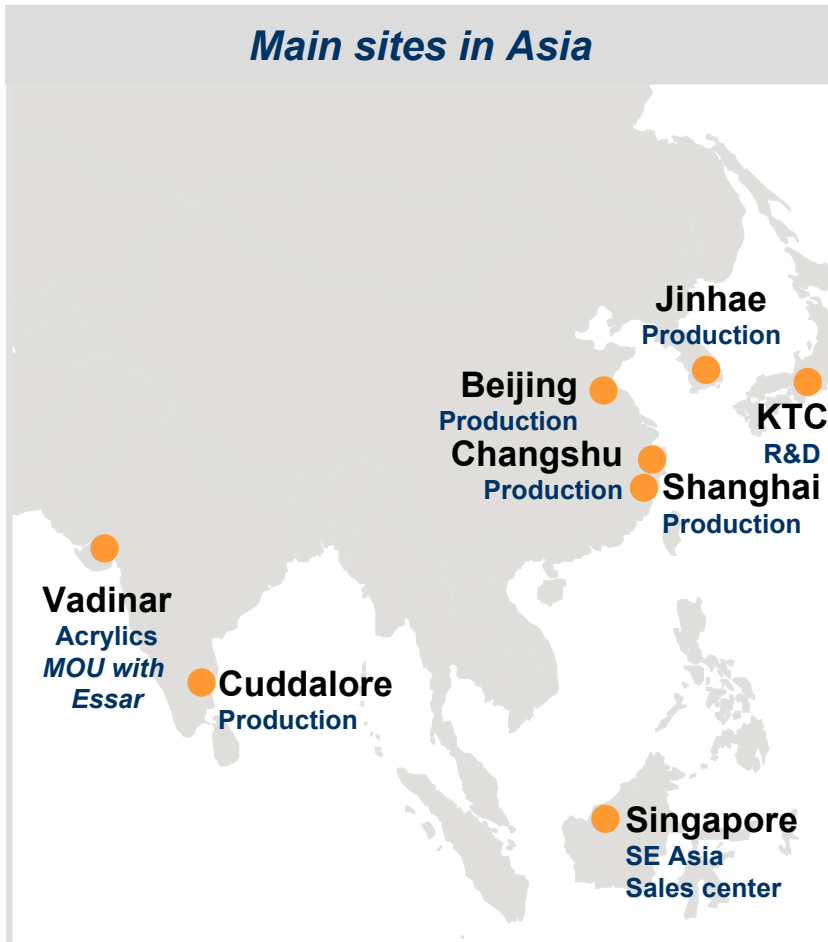 Main sites in Asia
Jinhae
Production
Beijing
Production
KTC
R&D
Changshu
Production
Shanghai
Production
Vadinar
Acrylics
MOU with
Essar
Cuddalore
Production
Singapore
SE Asia
Sales center